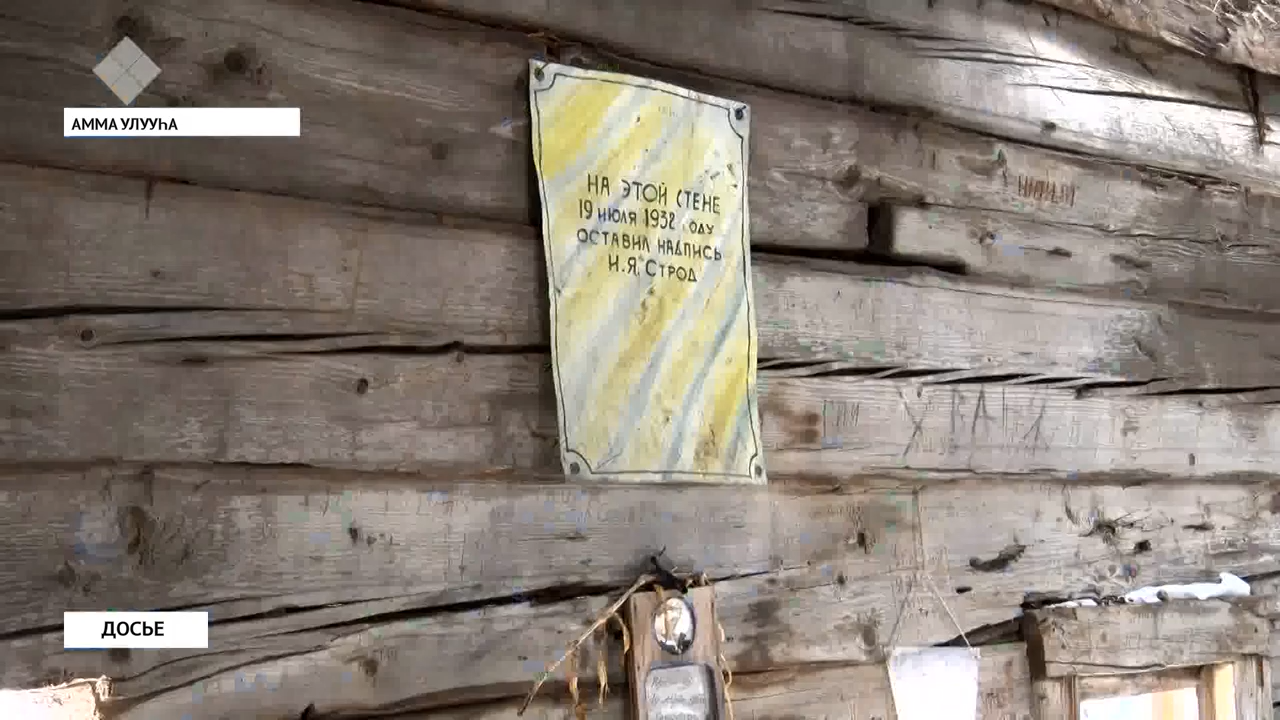 АММА УЛУУҺА
НА ЭТОЙ СТЕНЕ
19 июля 1932 году
ОСТАВИЛ НАДПИСЬ
И.Я. СТРОД
ДОСЬЕ